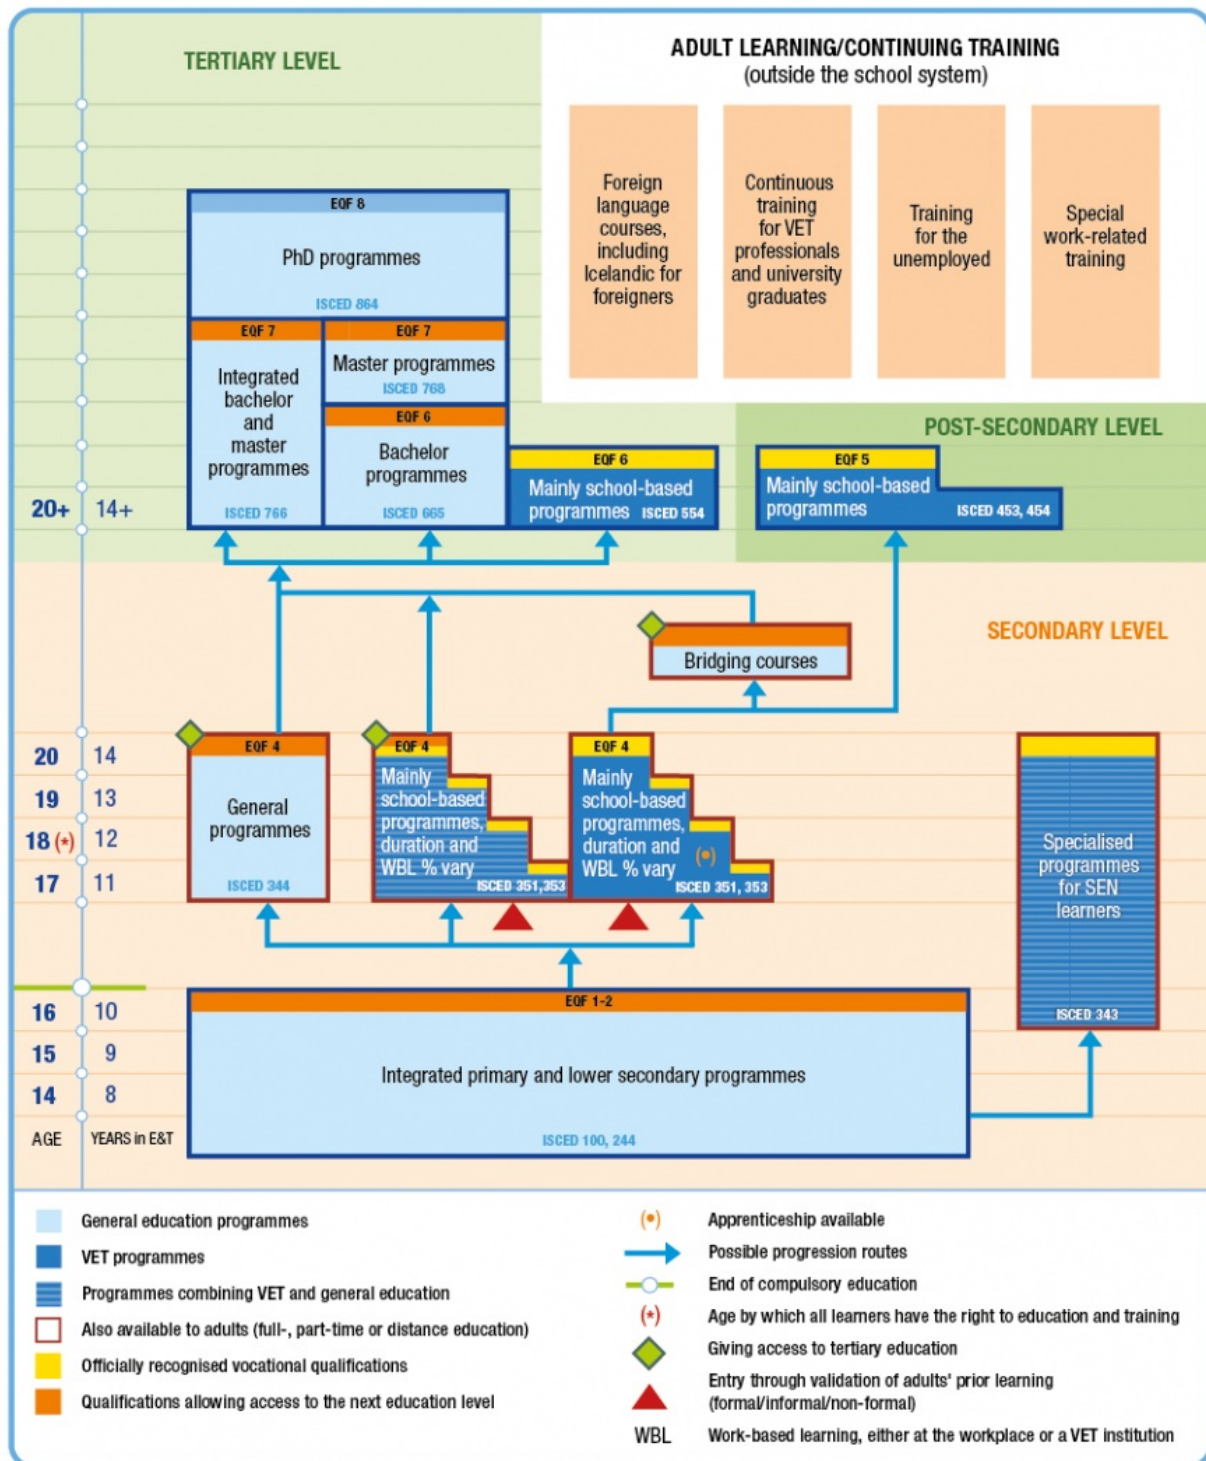 TERTIARY LEVEL
ADULT LEARNING/CONTINUING TRAINING
(outside the school system)
Foreign
language
courses,
including
Icelandic for
foreigners
Continuous
training
for VET
professionals
and university
graduates
Training
for the
unemployed
Special
work-related
training
EQF 8
PhD programmes
ISCED 864
EQF 7
Integrated
bachelor
and
master
programmes
ISCED 766
EQF 7
Master programmes
ISCED 768
EQF 6
Bachelor
programmes
ISCED 665
EQF 6
Mainly school-based
programmes ISCED 554
POST-SECONDARY LEVEL
EQF 5
Mainly school-based
programmes ISCED 453, 454
20+ 14+
SECONDARY LEVEL
Bridging courses
EQF 4
General
programmes
ISCED 344
EQF 4
Mainly
school-based
programmes,
duration and
WBL % vary
ISCED 351,353
EQF 4
Mainly
school-based
programmes,
duration and
WBL % vary
(•)
ISCED 351, 353
Specialised
programmes
for SEN
learners
ISCED 343
20 14
19 13
18 (*) 12
17 11
16 10
15 9
14 8
AGE YEARS in E&T
EQF 1-2
Integrated primary and lower secondary programmes
ISCED 100, 244
General education programmes
VET programmes
Programmes combining VET and general education
Also available to adults (full-, part-time or distance education)
Officially recognised vocational qualifications
Qualifications allowing access to the next education level
(•) Apprenticeship available
Possible progression routes
End of compulsory education
(*) Age by which all learners have the right to education and training
Giving access to tertiary education
Entry through validation of adults' prior learning
(formal/informal/non-formal)
WBL Work-based learning, either at the workplace or a VET institution